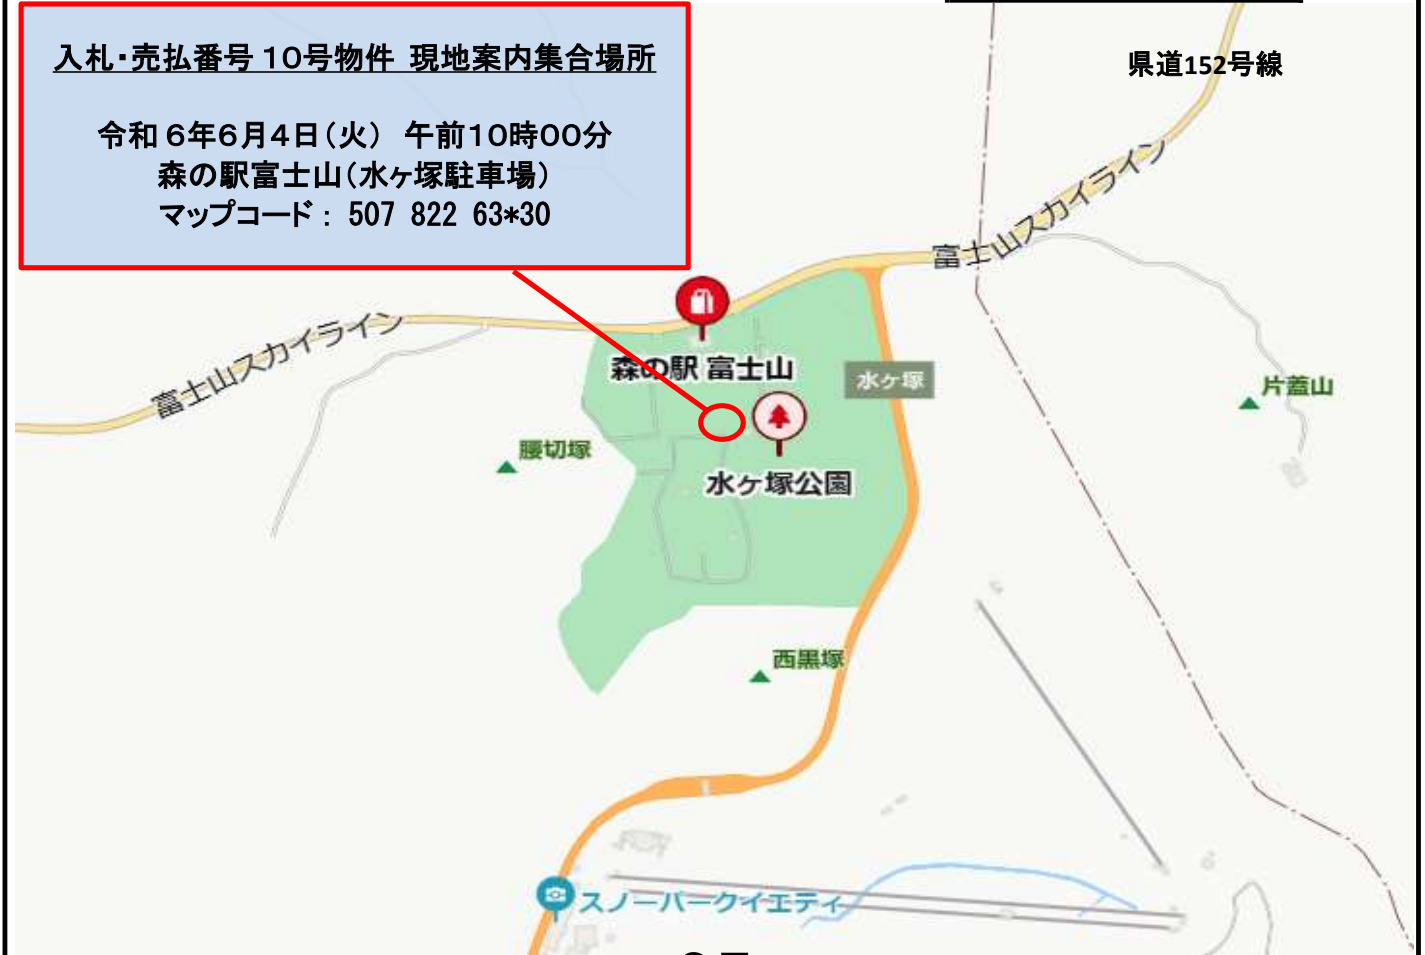 入札・売払番号 10号物件 現地案内集合場所
令和 6年6月4日(火) 午前10時00分
森の駅富士山(水ヶ塚駐車場)
マップコード : 507 822 63*30
県道152号線
富士山スカイライン
富士山スカイライン
森の駅 富士山
水ヶ塚
片蓋山
腰切塚
水ヶ塚公園
西黒塚
スノーパークイエティ